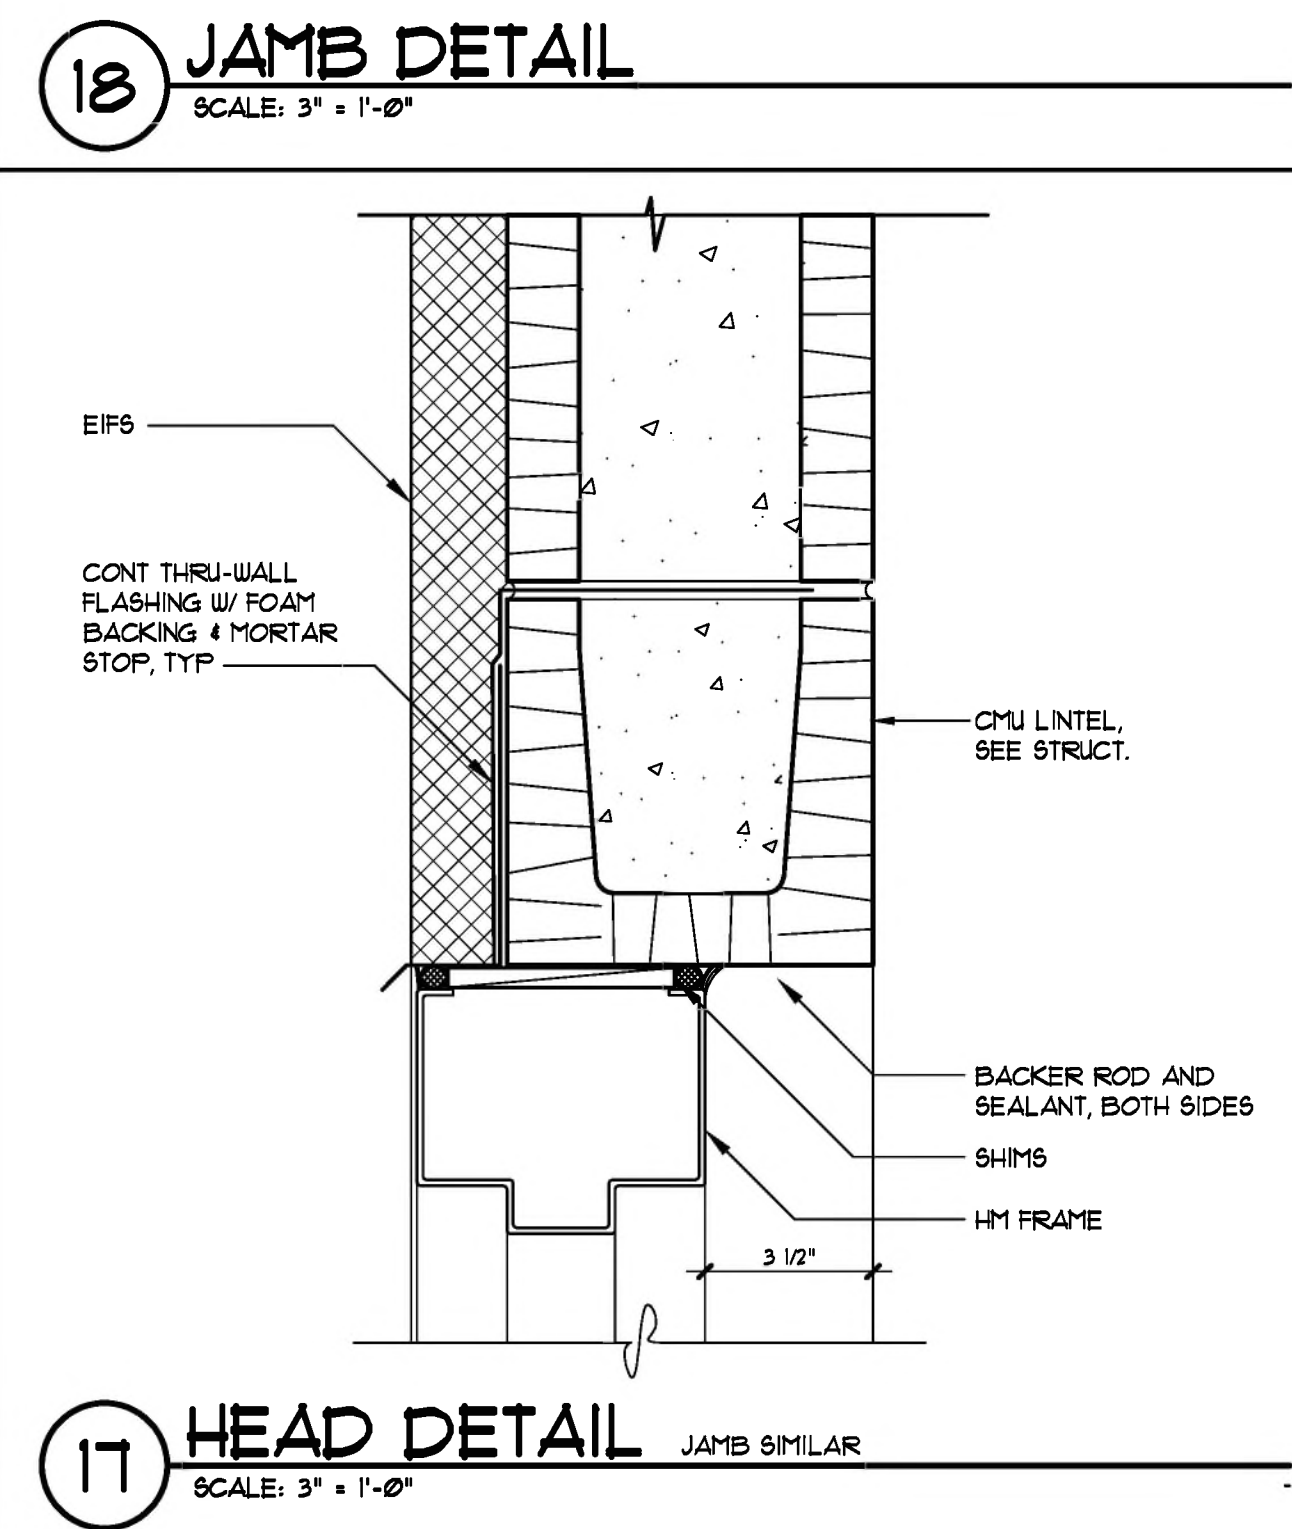 18
JAMB DETAIL
SCALE: 3" = 1'-0"
EIFS
CONT THRU-WALL
FLASHING W/ FOAM
BACKING & MORTAR
STOP, TYP
CMU LINTEL,
SEE STRUCT.
BACKER ROD AND
SEALANT, BOTH SIDES
SHIMS
HM FRAME
3 1/2"
17
HEAD DETAIL JAMB SIMILAR
SCALE: 3" = 1'-0"